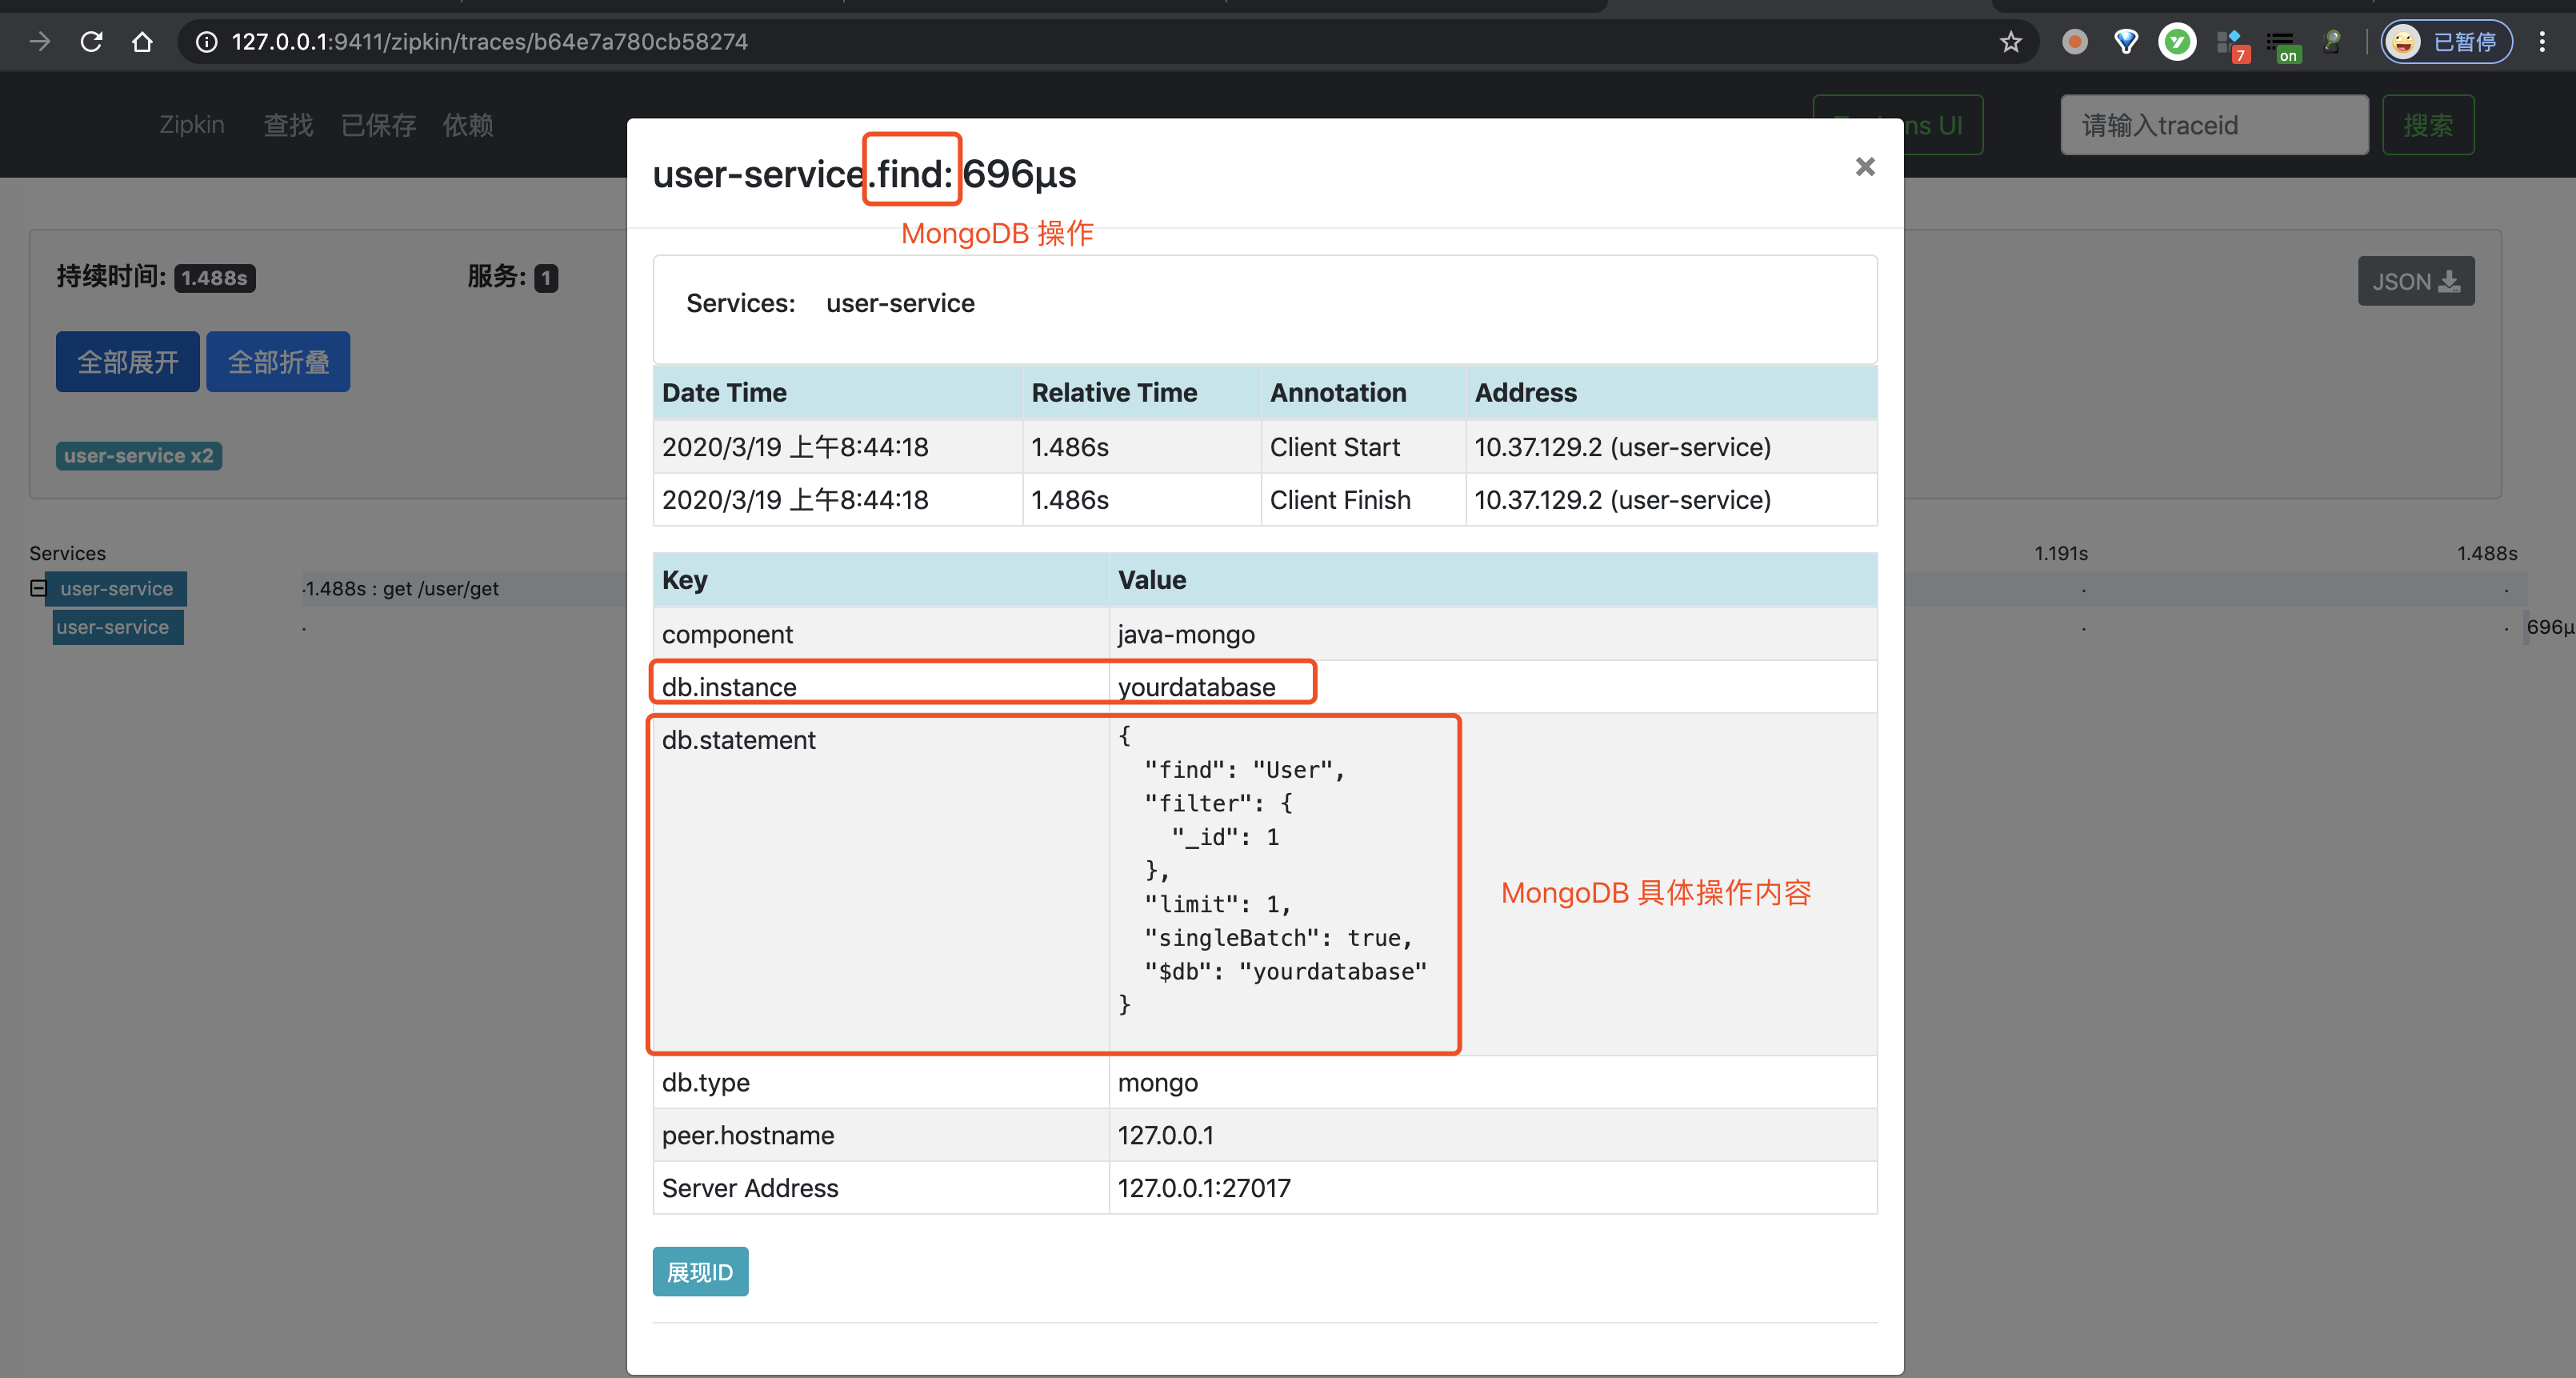 127.0.0.1:9411/zipkin/traces/b64e7a780cb58274
7
on
已暂停
Zipkin 查找 已保存 依赖
ns UI
请输入traceid
搜索
user-service.find: 696μs
MongoDB 操作
持续时间: 1.488s 服务: 1
JSON
全部展开 全部折叠
user-service x2
Services: user-service
Date Time Relative Time Annotation Address
2020/3/19 上午8:44:18 1.486s Client Start 10.37.129.2 (user-service)
2020/3/19 上午8:44:18 1.486s Client Finish 10.37.129.2 (user-service)
Services 1.191s 1.488s
user-service 1.488s : get /user/get
user-service 696μ
Key Value
component java-mongo
db.instance yourdatabase
db.statement {
"find": "User",
"filter": {
"_id": 1
},
"limit": 1,
"singleBatch": true,
"$db": "yourdatabase"
}
MongoDB 具体操作内容
db.type mongo
peer.hostname 127.0.0.1
Server Address 127.0.0.1:27017
展现ID